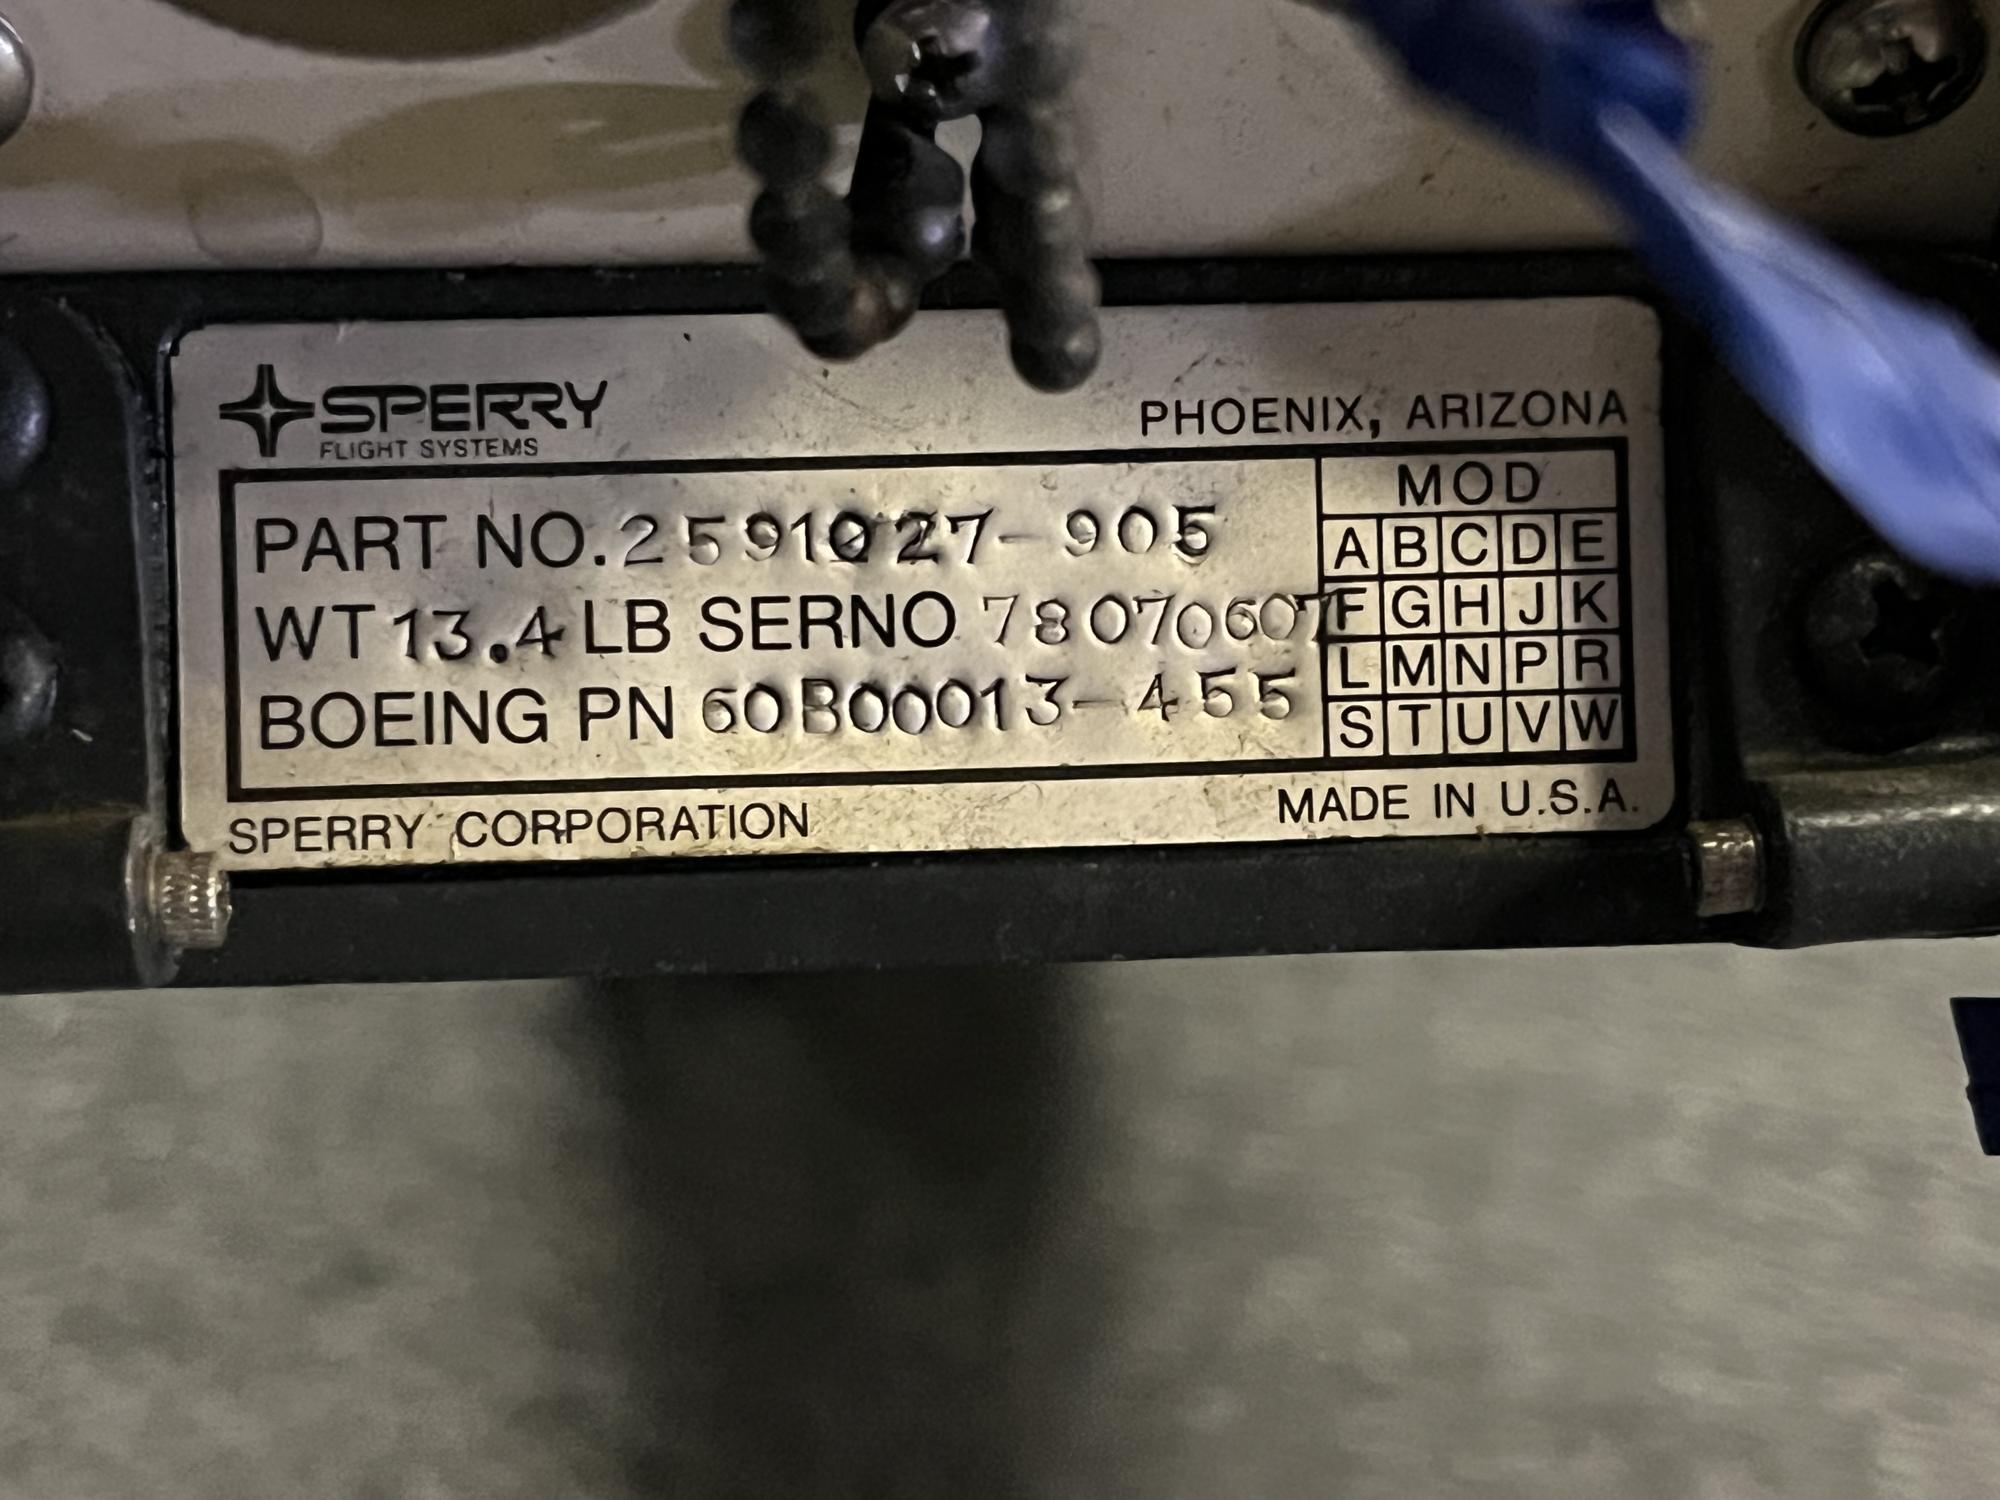 SPERRY
FLIGHT SYSTEMS
PHOENIX, ARIZONA
PART NO. 2591027-905
WT 13.4 LB SERNO 78070607
BOEING PN 60B00013-455
MOD
A B C D E
F G H J K
L M N P R
S T U V W
SPERRY CORPORATION
MADE IN U.S.A.